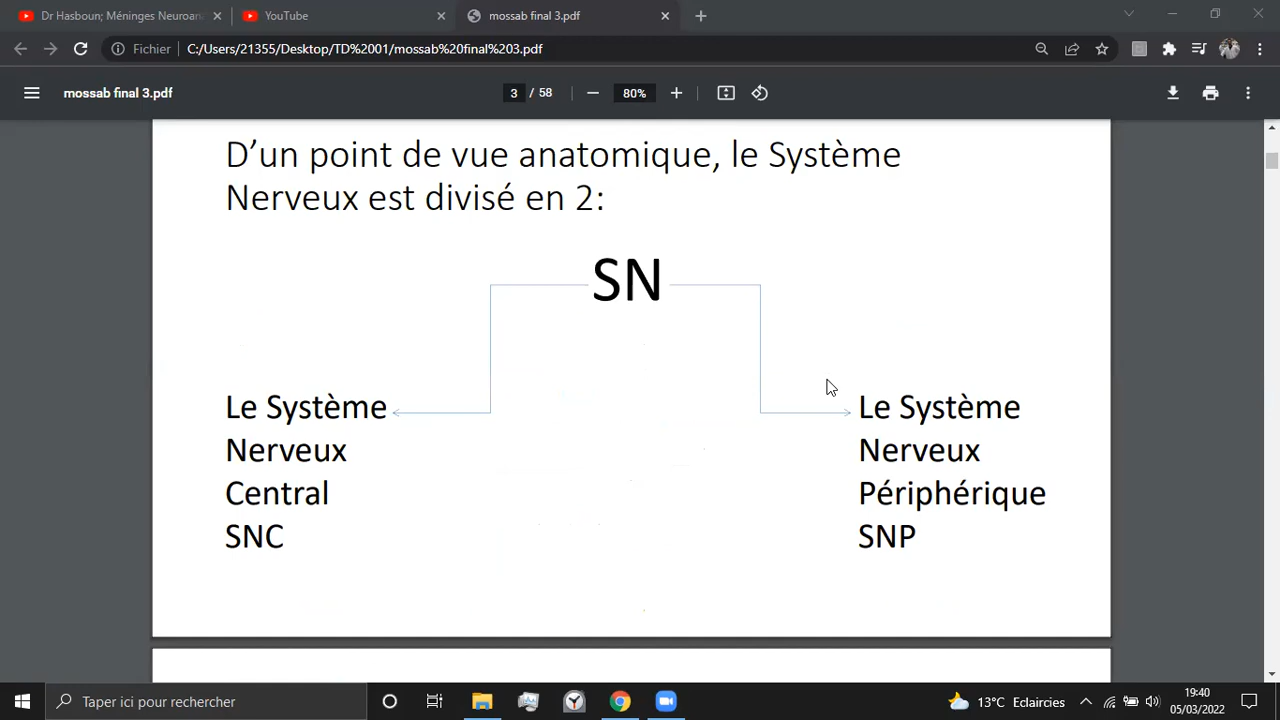 Dr Hasboun; Méninges Neuroana
YouTube
mossab final 3.pdf
Fichier
C:/Users/21355/Desktop/TD%2001/mossab%20final%203.pdf
mossab final 3.pdf
3 / 58
80%
D’un point de vue anatomique, le Système
Nerveux est divisé en 2:
SN
Le Système
Nerveux
Central
SNC
Le Système
Nerveux
Périphérique
SNP
Taper ici pour rechercher
13°C Eclaircies
19:40
05/03/2022